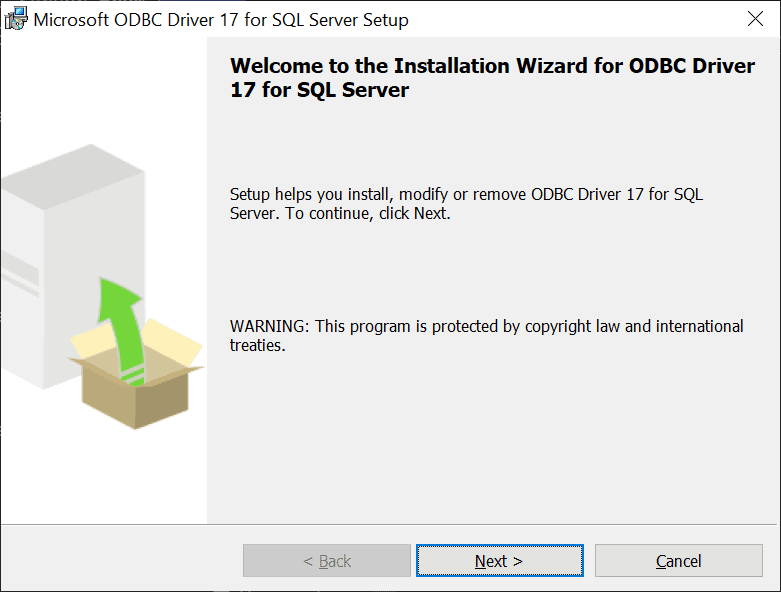 Microsoft ODBC Driver 17 for SQL Server Setup
Welcome to the Installation Wizard for ODBC Driver
17 for SQL Server
Setup helps you install, modify or remove ODBC Driver 17 for SQL
Server. To continue, click Next.
WARNING: This program is protected by copyright law and international
treaties.
< Back
Next >
Cancel